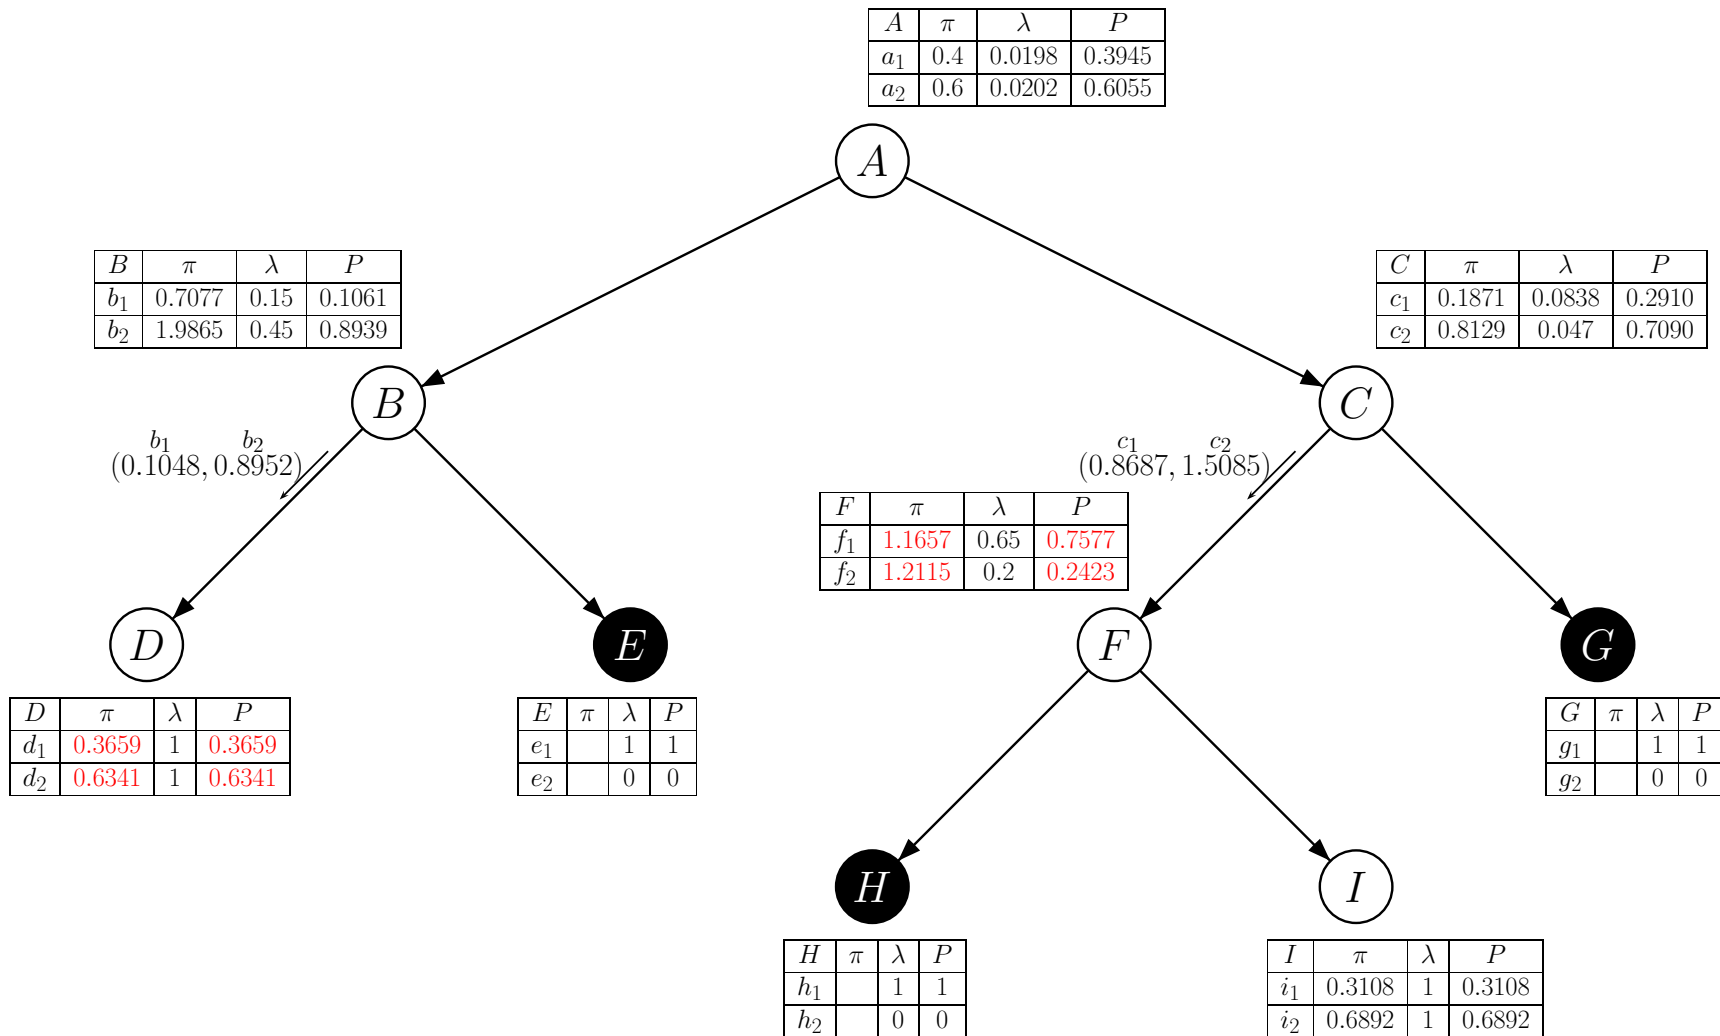 A π λ P
a₁ 0.4 0.0198 0.3945
a₂ 0.6 0.0202 0.6055
A
B π λ P
b₁ 0.7077 0.15 0.1061
b₂ 1.9865 0.45 0.8939
C π λ P
c₁ 0.1871 0.0838 0.2910
c₂ 0.8129 0.047 0.7090
B
C
b₁ b₂
(0.1048, 0.8952)
c₁ c₂
(0.8687, 1.5085)
F π λ P
f₁ 1.1657 0.65 0.7577
f₂ 1.2115 0.2 0.2423
D
E
F
G
D π λ P
d₁ 0.3659 1 0.3659
d₂ 0.6341 1 0.6341
E π λ P
e₁ 1 1
e₂ 0 0
G π λ P
g₁ 1 1
g₂ 0 0
H
I
H π λ P
h₁ 1 1
h₂ 0 0
I π λ P
i₁ 0.3108 1 0.3108
i₂ 0.6892 1 0.6892